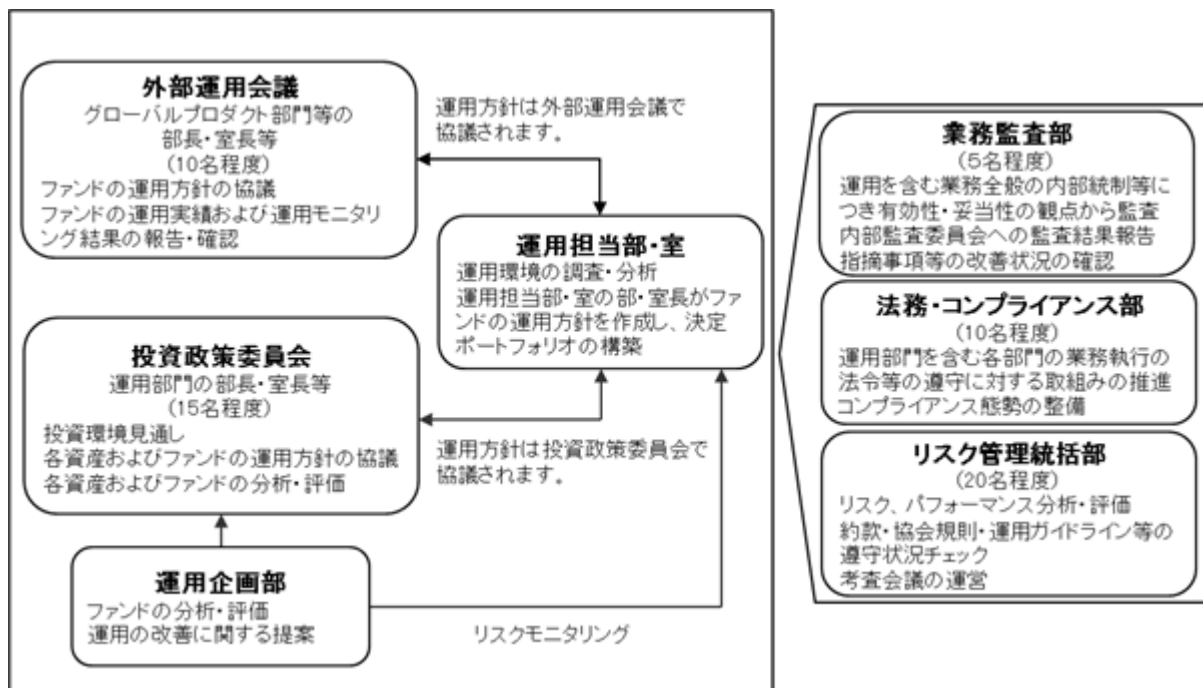 外部運用会議
グローバルプロダクト部門等の
部長・室長等
(10名程度)
ファンドの運用方針の協議
ファンドの運用実績および運用モニタリ
ング結果の報告・確認
運用方針は外部運用会議で
協議されます。
運用担当部・室
運用環境の調査・分析
運用担当部・室の部・室長がファ
ンドの運用方針を作成し、決定
ポートフォリオの構築
投資政策委員会
運用部門の部長・室長等
(15名程度)
投資環境見通し
各資産およびファンドの運用方針の協議
各資産およびファンドの分析・評価
運用方針は投資政策委員会で
協議されます。
運用企画部
ファンドの分析・評価
運用の改善に関する提案
リスクモニタリング
業務監査部
(5名程度)
運用を含む業務全般の内部統制等に
つき有効性・妥当性の観点から監査
内部監査委員会への監査結果報告
指摘事項等の改善状況の確認
法務・コンプライアンス部
(10名程度)
運用部門を含む各部門の業務執行の
法令等の遵守に対する取組みの推進
コンプライアンス態勢の整備
リスク管理統括部
(20名程度)
リスク、パフォーマンス分析・評価
約款・協会規則・運用ガイドライン等の
遵守状況チェック
考査会議の運営